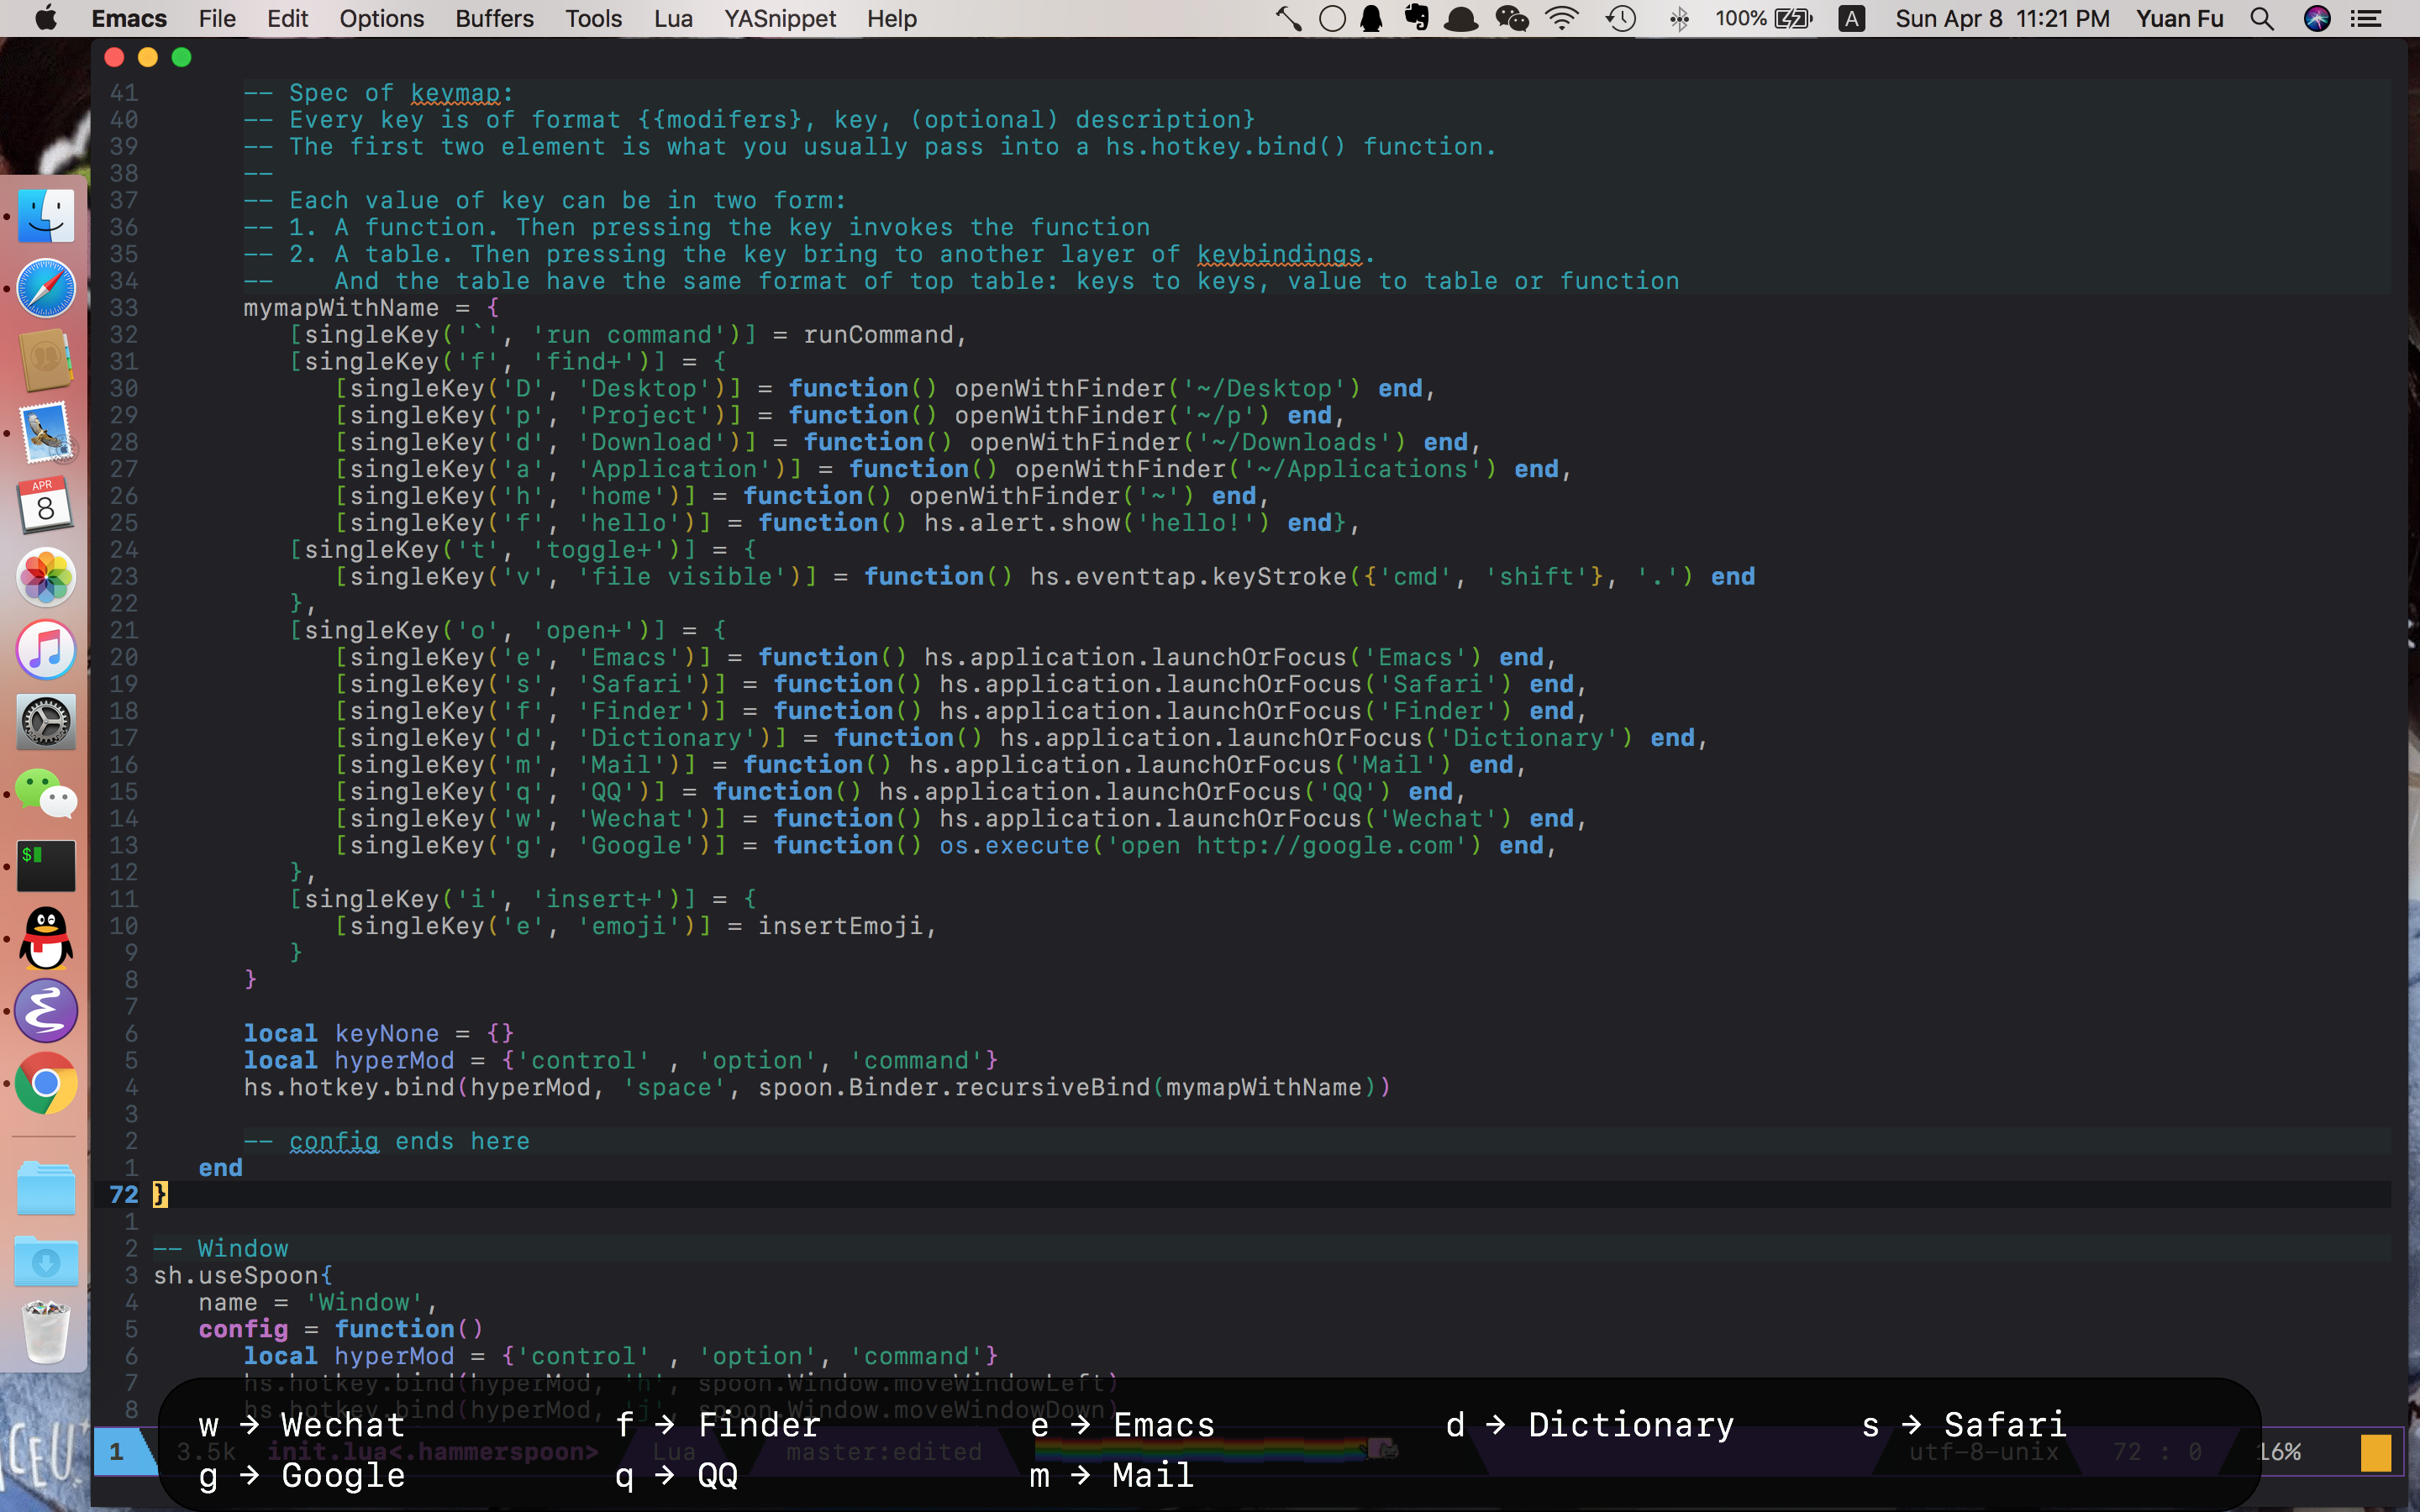 Emacs File Edit Options Buffers Tools Lua YASnippet Help 100% A Sun Apr 8 11:21 PM Yuan Fu
41 -- Spec of keymap:
40 -- Every key is of format {{modifers}, key, (optional) description}
39 -- The first two element is what you usually pass into a hs.hotkey.bind() function.
38 --
37 -- Each value of key can be in two form:
36 -- 1. A function. Then pressing the key invokes the function
35 -- 2. A table. Then pressing the key bring to another layer of keybindings.
34 --    And the table have the same format of top table: keys to keys, value to table or function
33 mymapWithName = {
32 [singleKey('`', 'run command')] = runCommand,
31 [singleKey('f', 'find+')] = {
30 [singleKey('D', 'Desktop')] = function() openWithFinder('~/Desktop') end,
29 [singleKey('p', 'Project')] = function() openWithFinder('~/p') end,
28 [singleKey('d', 'Download')] = function() openWithFinder('~/Downloads') end,
27 [singleKey('a', 'Application')] = function() openWithFinder('~/Applications') end,
26 [singleKey('h', 'home')] = function() openWithFinder('~') end,
25 [singleKey('f', 'hello')] = function() hs.alert.show('hello!') end},
24 [singleKey('t', 'toggle+')] = {
23 [singleKey('v', 'file visible')] = function() hs.eventtap.keyStroke({'cmd', 'shift'}, '.') end
22 },
21 [singleKey('o', 'open+')] = {
20 [singleKey('e', 'Emacs')] = function() hs.application.launchOrFocus('Emacs') end,
19 [singleKey('s', 'Safari')] = function() hs.application.launchOrFocus('Safari') end,
18 [singleKey('f', 'Finder')] = function() hs.application.launchOrFocus('Finder') end,
17 [singleKey('d', 'Dictionary')] = function() hs.application.launchOrFocus('Dictionary') end,
16 [singleKey('m', 'Mail')] = function() hs.application.launchOrFocus('Mail') end,
15 [singleKey('q', 'QQ')] = function() hs.application.launchOrFocus('QQ') end,
14 [singleKey('w', 'Wechat')] = function() hs.application.launchOrFocus('Wechat') end,
13 [singleKey('g', 'Google')] = function() os.execute('open http://google.com') end,
12 },
11 [singleKey('i', 'insert+')] = {
10 [singleKey('e', 'emoji')] = insertEmoji,
9 }
8 }
7
6 local keyNone = {}
5 local hyperMod = {'control' , 'option', 'command'}
4 hs.hotkey.bind(hyperMod, 'space', spoon.Binder.recursiveBind(mymapWithName))
3
2 -- config ends here
1 end
72 }
1
2 -- Window
3 sh.useSpoon{
4 name = 'Window',
5 config = function()
6 local hyperMod = {'control' , 'option', 'command'}
7 hs.hotkey.bind(hyperMod, 'h', spoon.Window.moveWindowLeft)
8 hs.hotkey.bind(hyperMod, 'j', spoon.Window.moveWindowDown)
w → Wechat f → Finder e → Emacs d → Dictionary s → Safari
1 3.5k init.lua<.hammerspoon> Lua master:edited utf-8-unix 72 : 0 16%
g → Google q → QQ m → Mail
APR
8
$
CEU